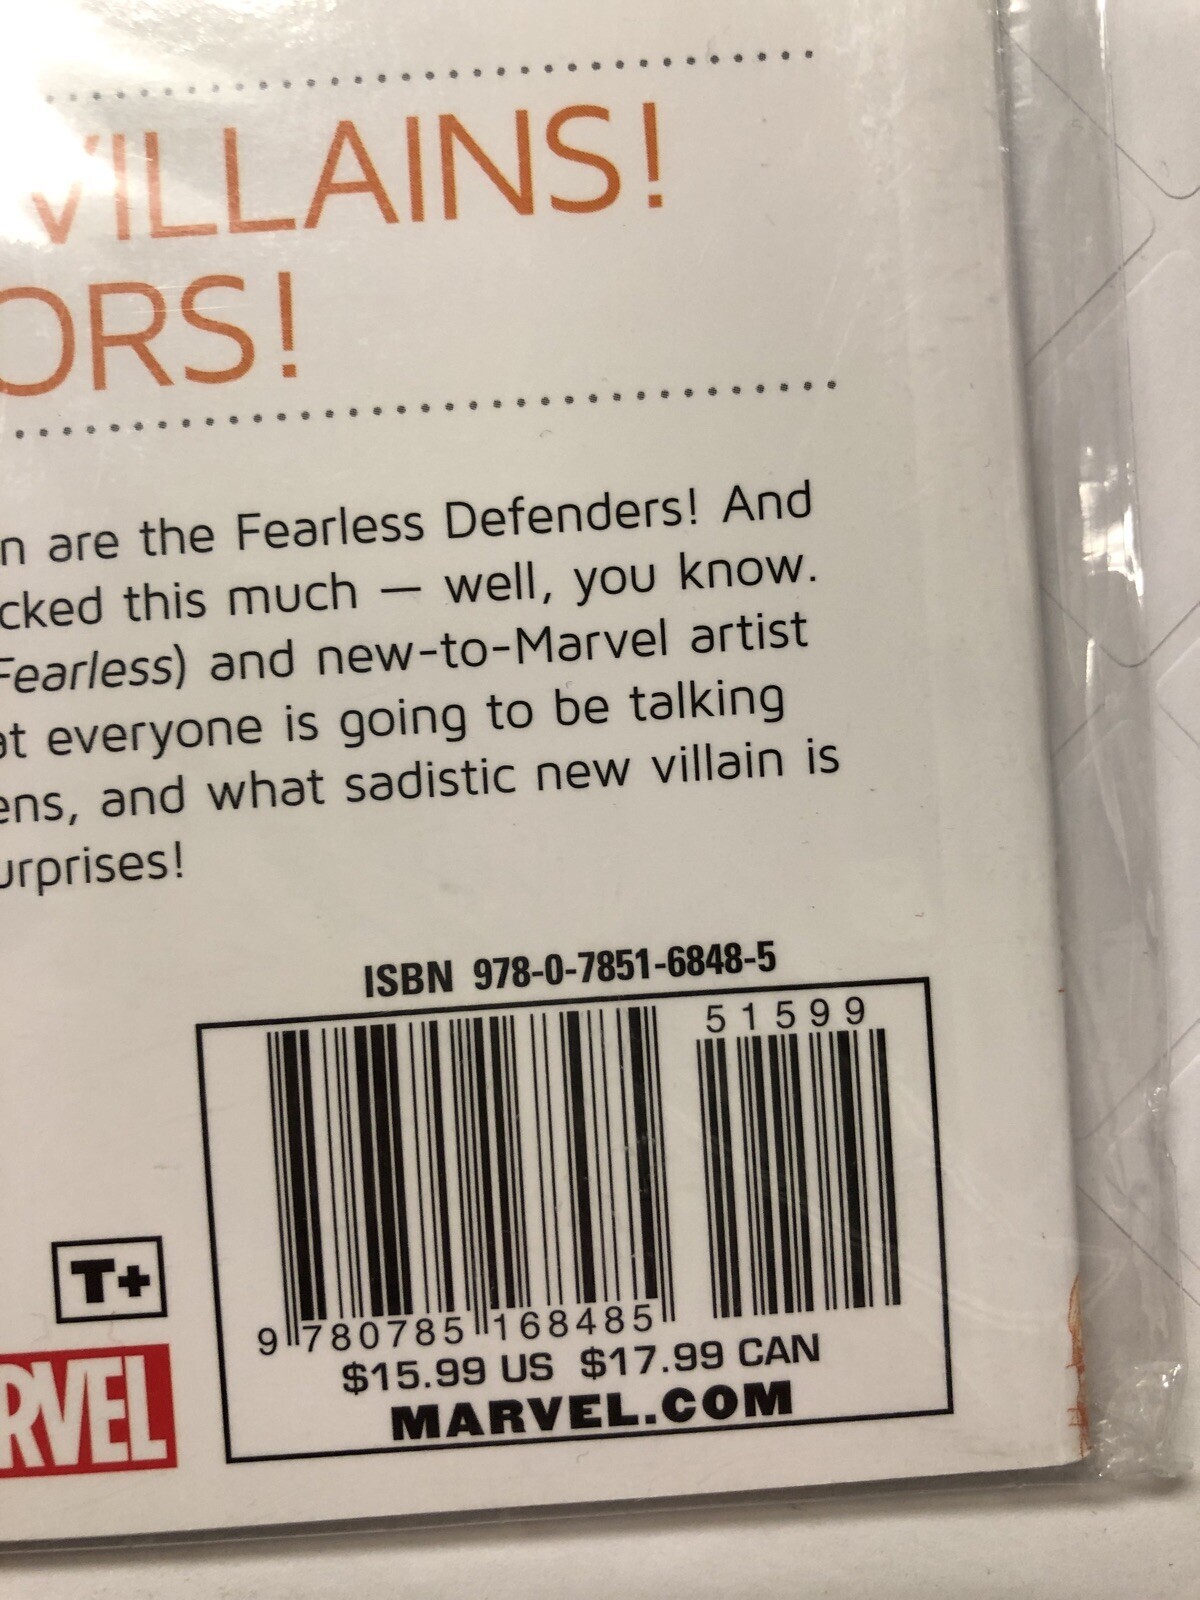 VILLAINS!
ORS!
n are the Fearless Defenders! And
cked this much — well, you know.
Fearless) and new-to-Marvel artist
at everyone is going to be talking
ens, and what sadistic new villain is
urprises!
ISBN 978-0-7851-6848-5
51599
9 780785 168485
$15.99 US $17.99 CAN
MARVEL.COM
T+
RVEL